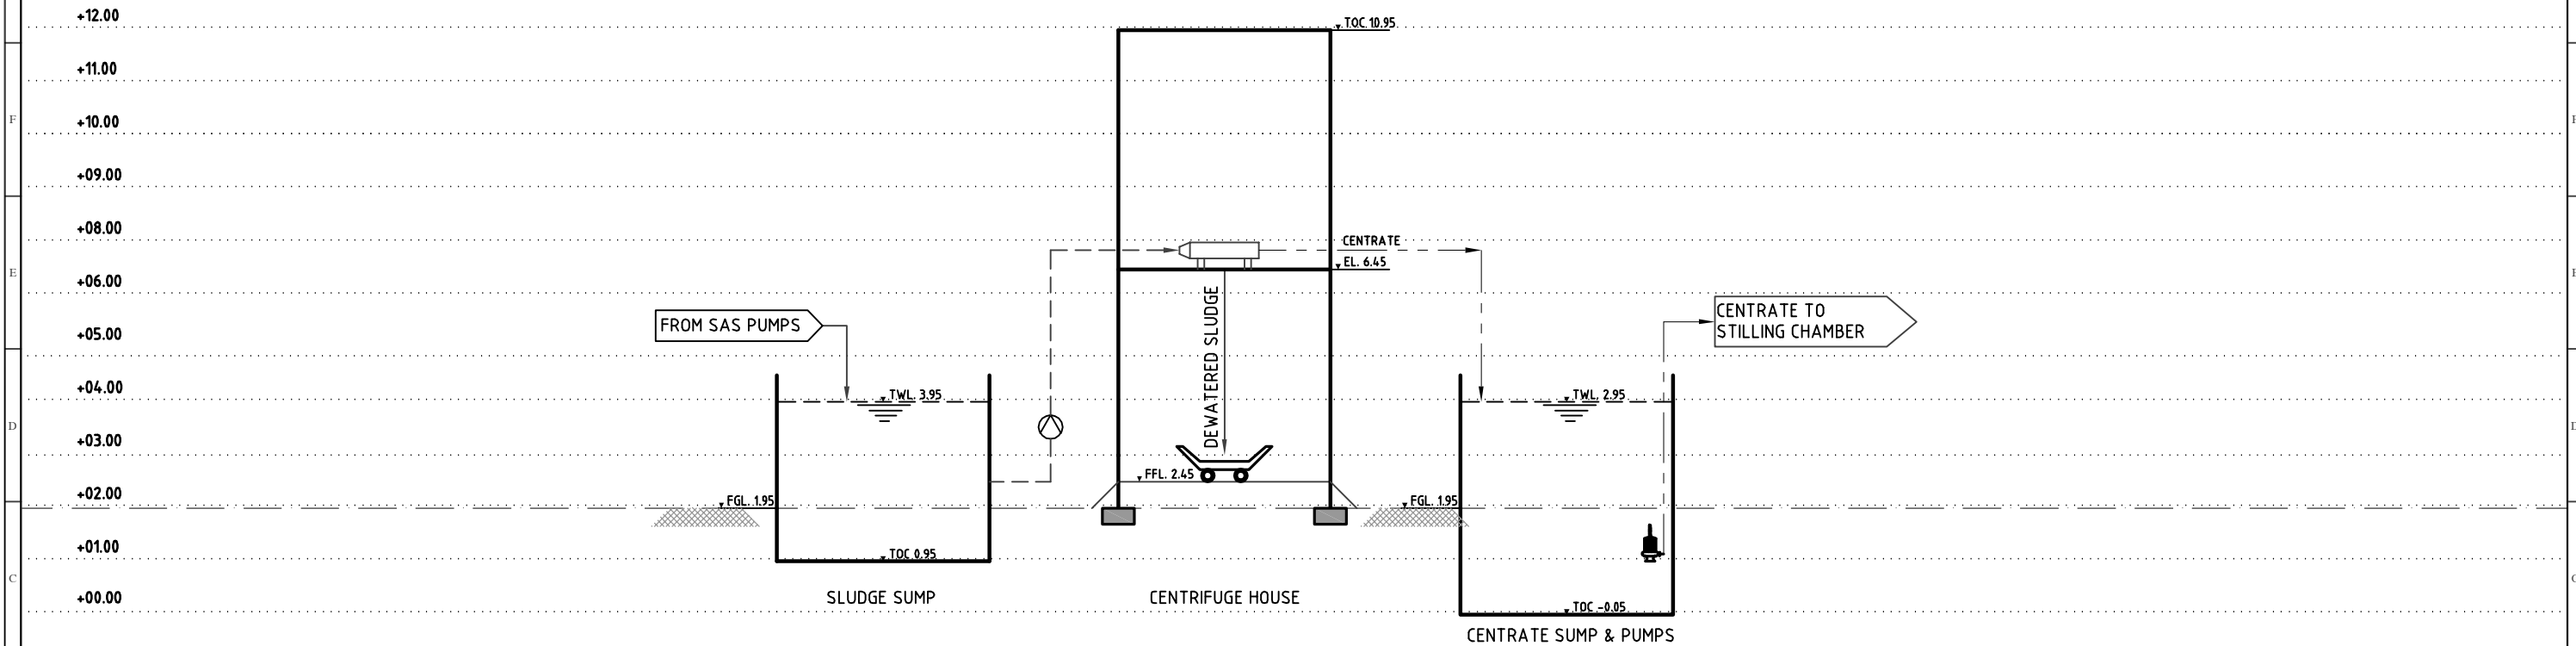 +12.00
TOC 10.95
+11.00
F
+10.00
+09.00
+08.00
CENTRATE
EL. 6.45
E
+06.00
DEWATERED SLUDGE
FROM SAS PUMPS
CENTRATE TO
STILLING CHAMBER
+05.00
+04.00
TWL. 3.95
TWL. 2.95
D
+03.00
FFL. 2.45
+02.00
FGL. 1.95
FGL. 1.95
+01.00
TOC 0.95
C
+00.00
SLUDGE SUMP
CENTRIFUGE HOUSE
TOC -0.05
CENTRATE SUMP & PUMPS